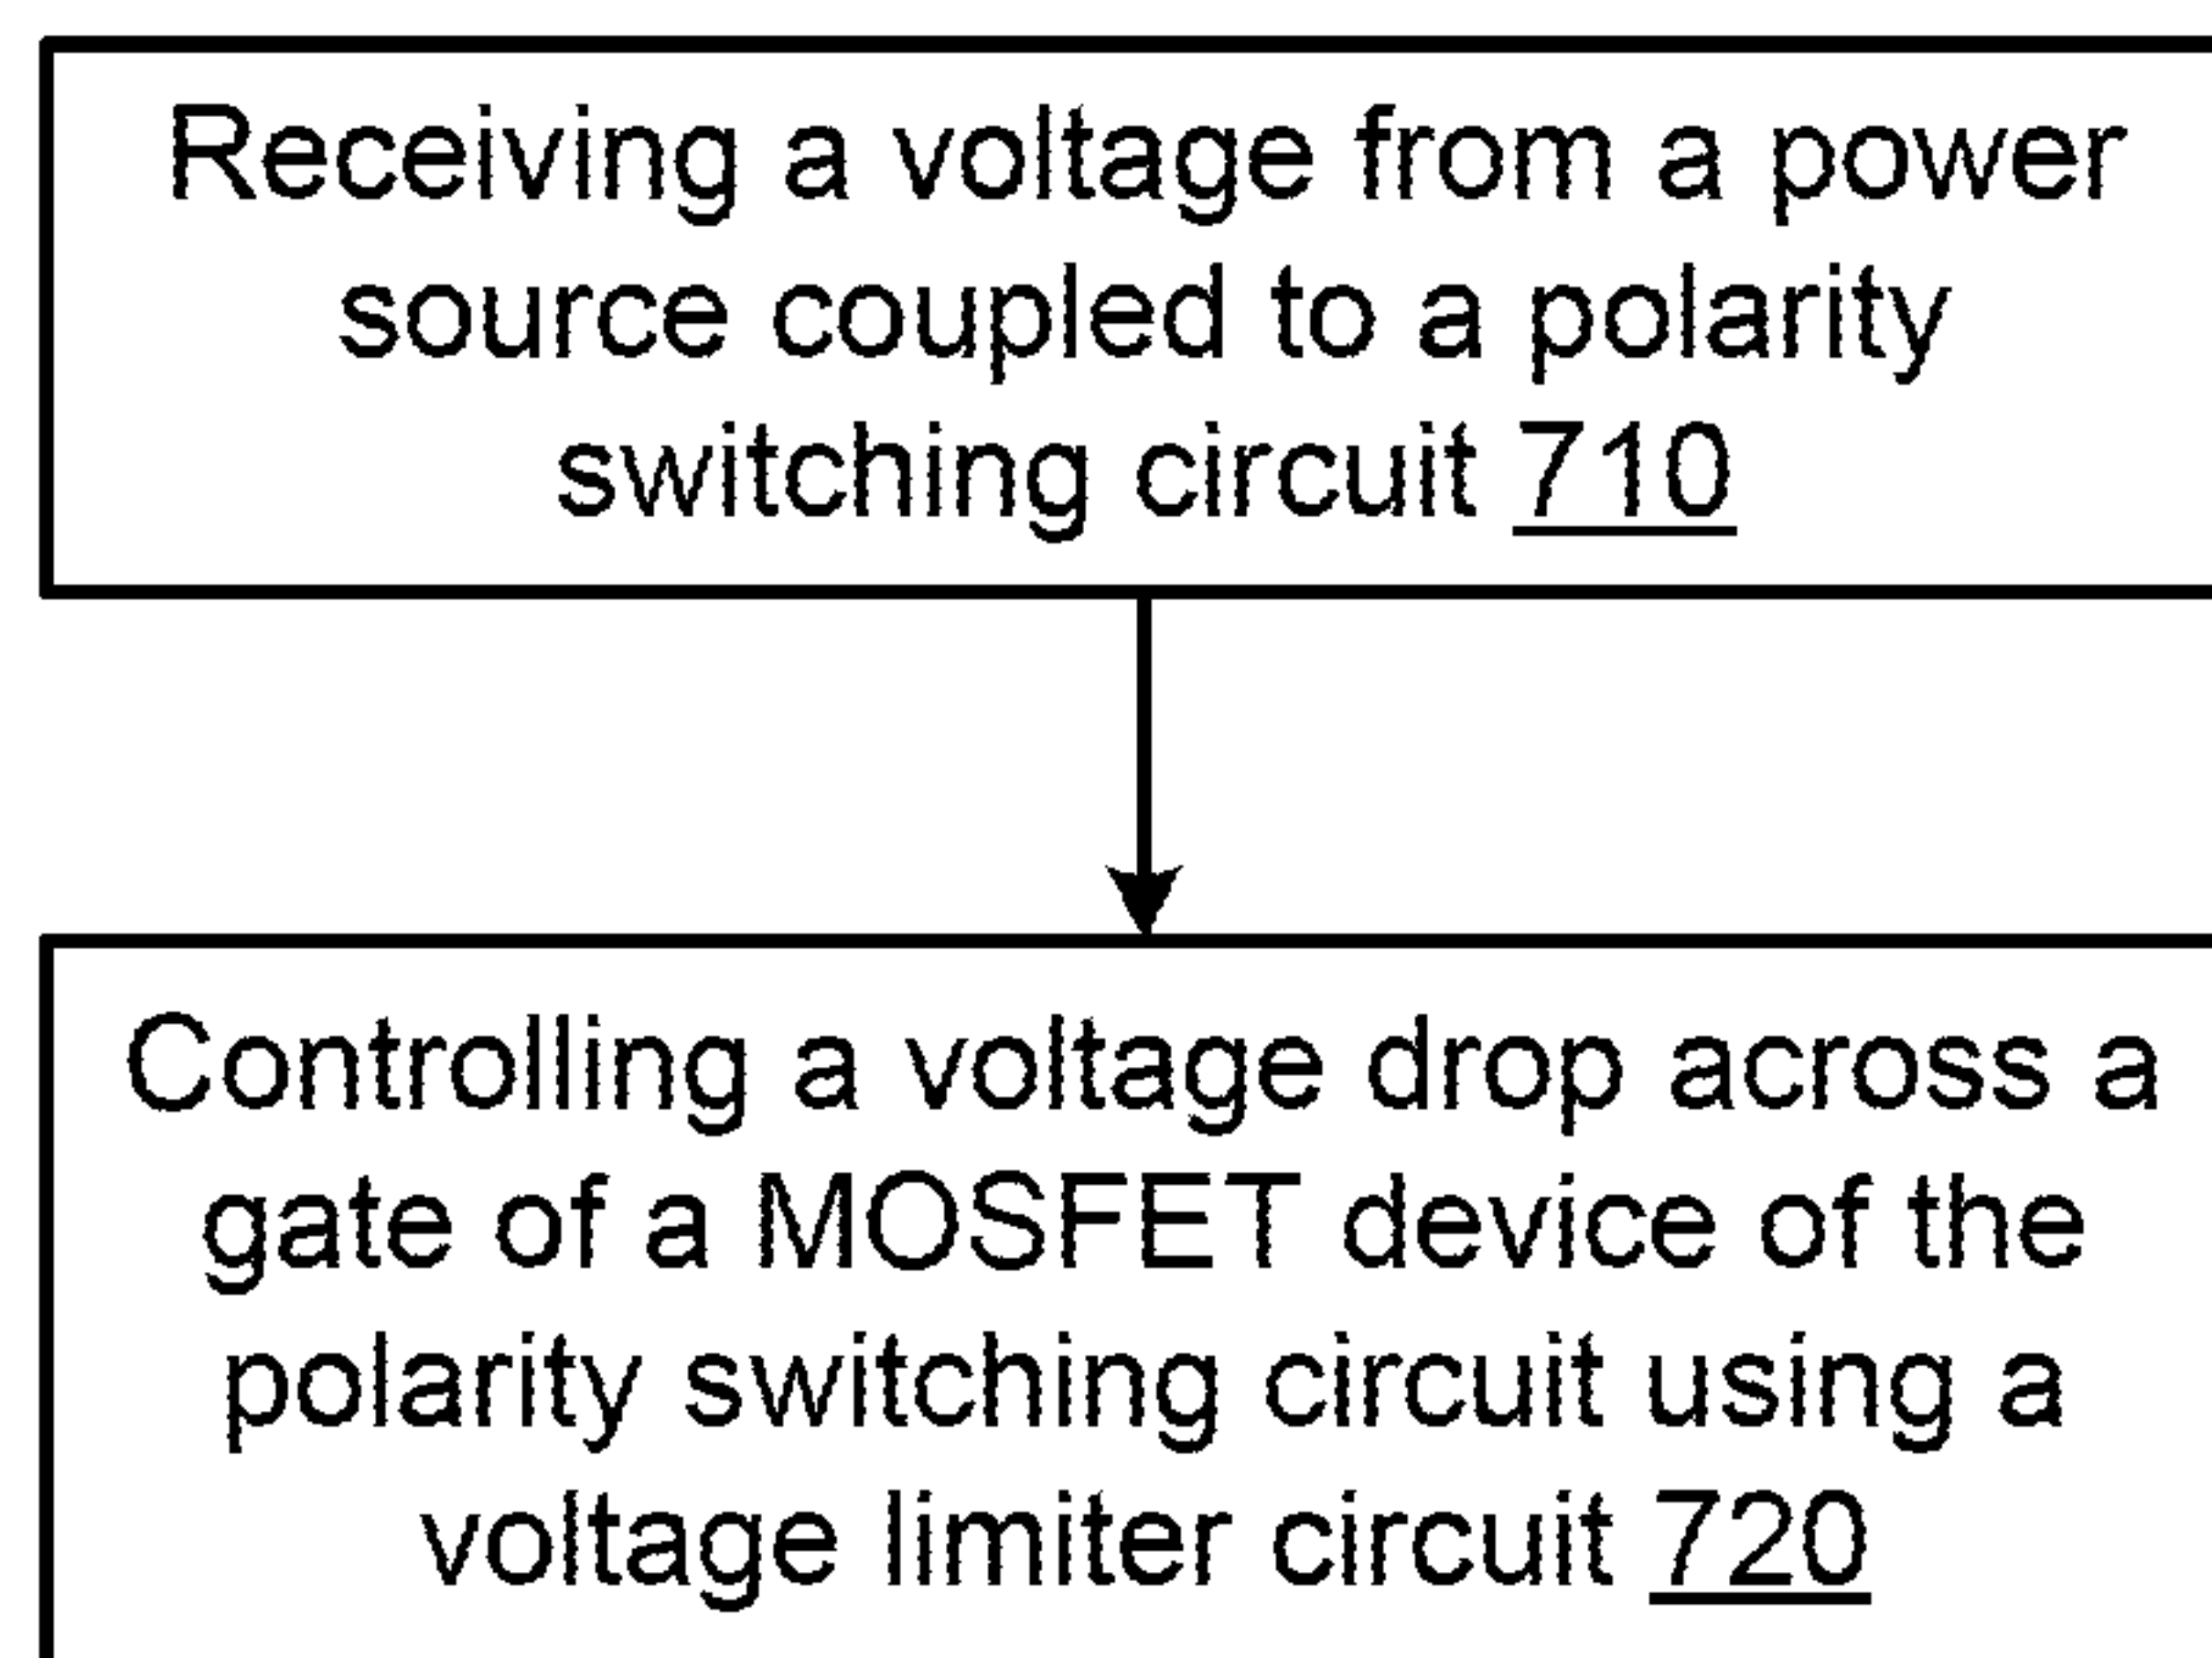 Receiving a voltage from a power
source coupled to a polarity
switching circuit 710
Controlling a voltage drop across a
gate of a MOSFET device of the
polarity switching circuit using a
voltage limiter circuit 720